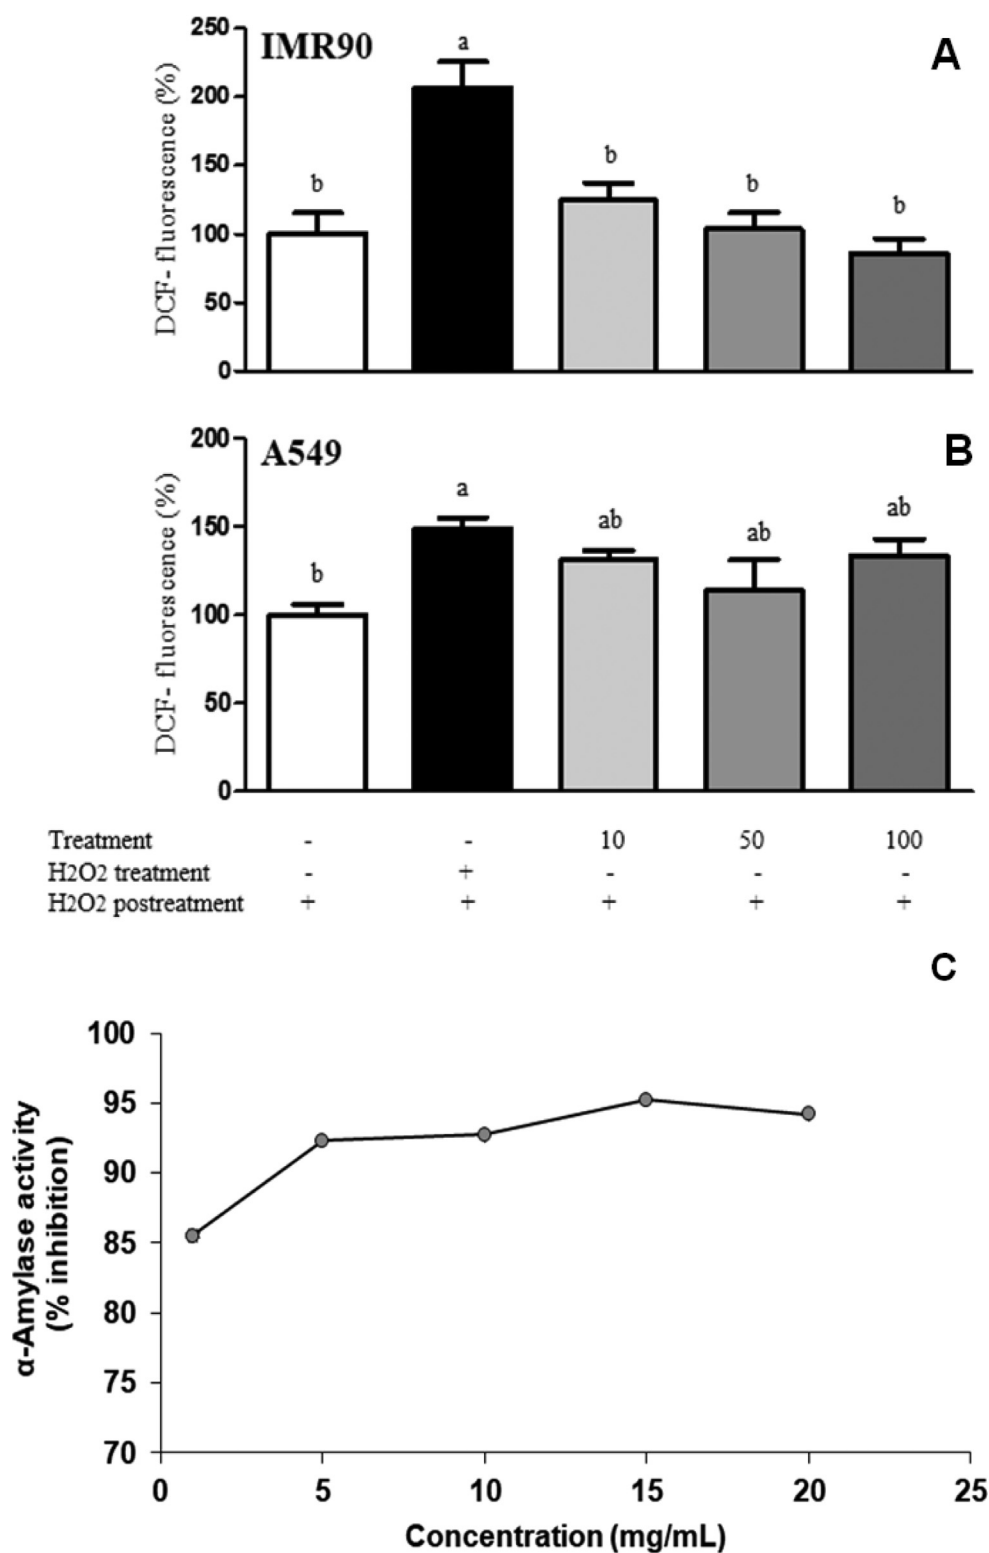 IMR90
A
DCF- fluorescence (%)
250
200
150
100
50
0
b
a
b
b
b
A549
B
DCF- fluorescence (%)
200
150
100
50
0
b
a
ab
ab
ab
Treatment - - 10 50 100
H2O2 treatment - + - - -
H2O2 postreatment + + + + +
C
α-Amylase activity
(% inhibition)
100
95
90
85
80
75
70
0 5 10 15 20 25
Concentration (mg/mL)